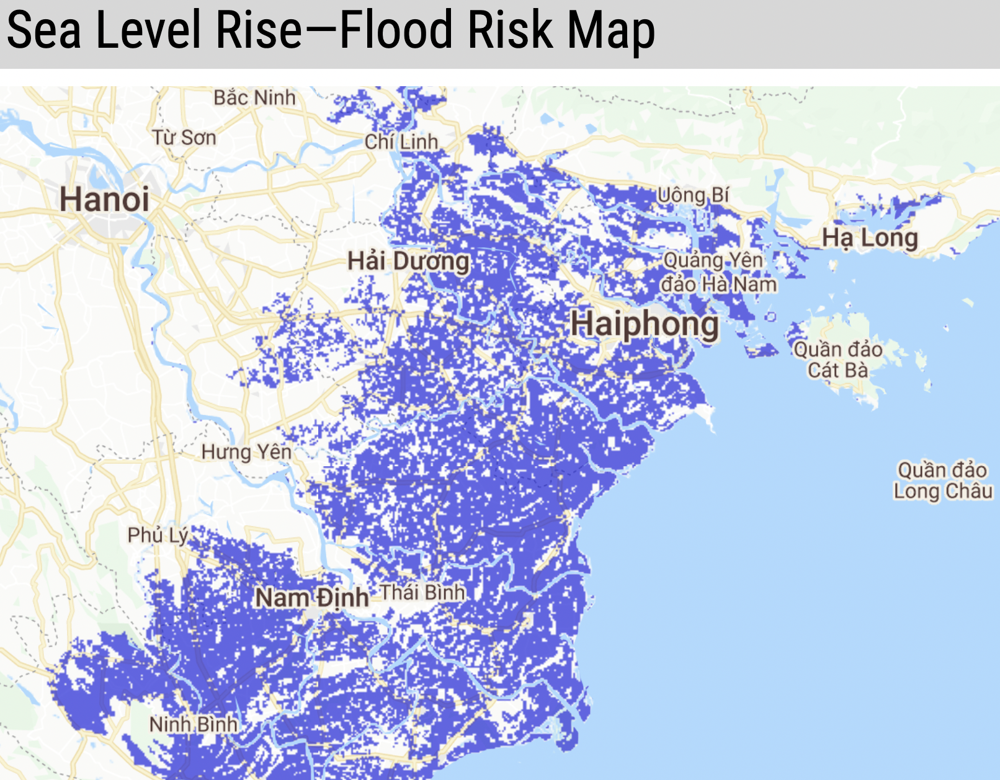 Sea Level Rise—Flood Risk Map
Bắc Ninh
Từ Sơn
Chí Linh
Hanoi
Uông Bí
Hạ Long
Hải Dương
Quảng Yên
đảo Hà Nam
Haiphong
Quần đảo
Cát Bà
Hưng Yên
Quần đảo
Long Châu
Phủ Lý
Nam Định
Thái Bình
Ninh Bình